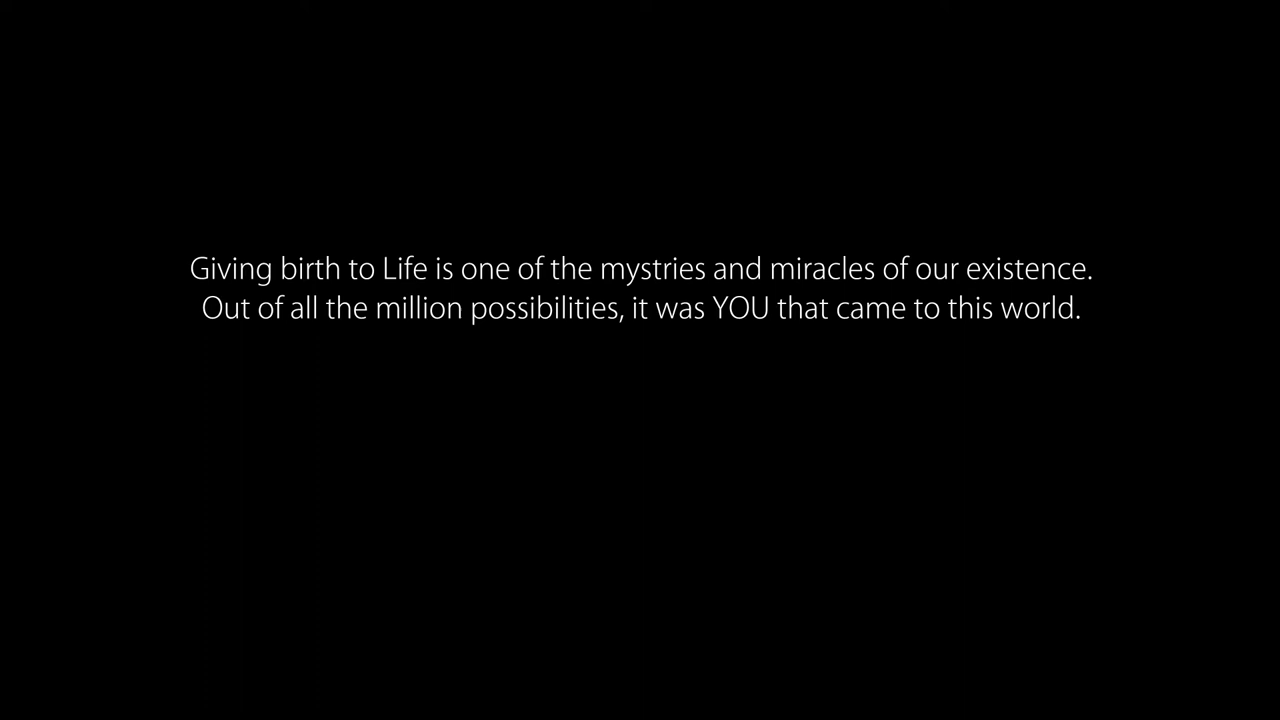 Giving birth to Life is one of the mystries and miracles of our existence.
Out of all the million possibilities, it was YOU that came to this world.